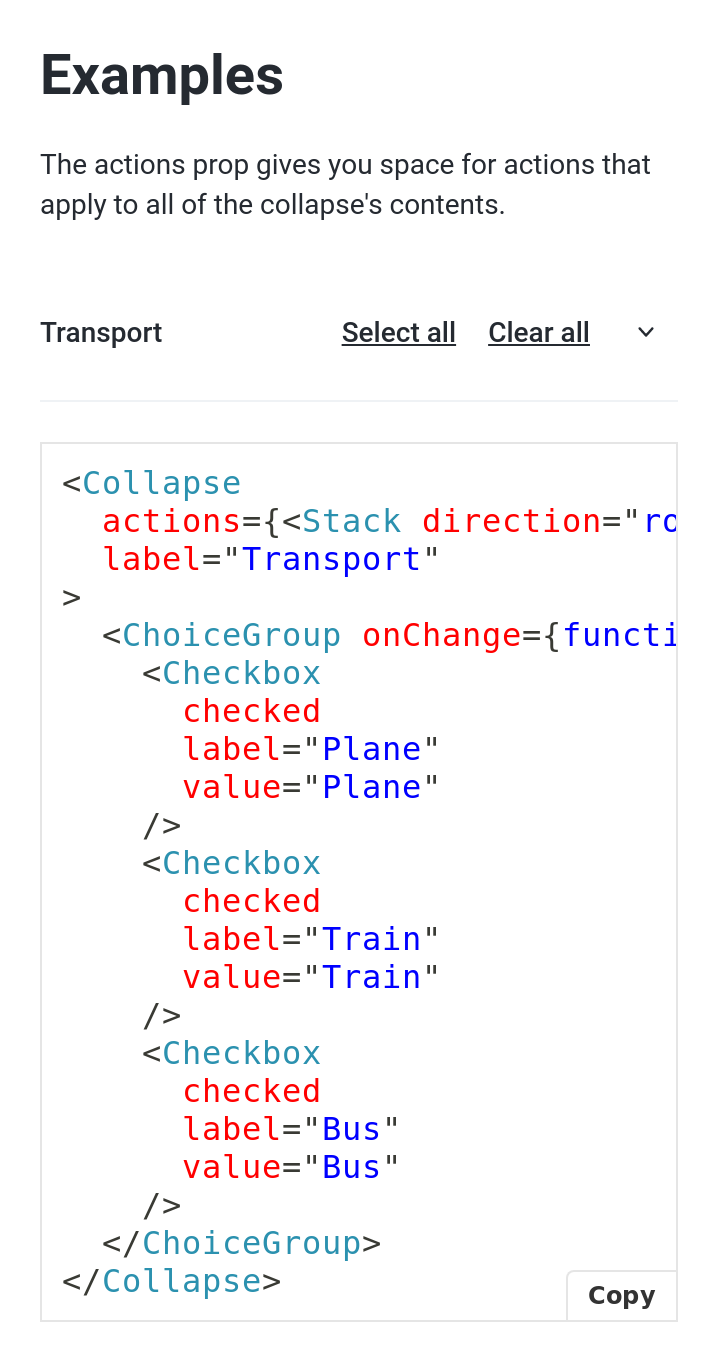 Examples
The actions prop gives you space for actions that
apply to all of the collapse's contents.
Transport Select all Clear all
<Collapse
  actions={<Stack direction="ro
  label="Transport"
>
  <ChoiceGroup onChange={functi
    <Checkbox
      checked
      label="Plane"
      value="Plane"
    />
    <Checkbox
      checked
      label="Train"
      value="Train"
    />
    <Checkbox
      checked
      label="Bus"
      value="Bus"
    />
  </ChoiceGroup>
</Collapse>
Copy